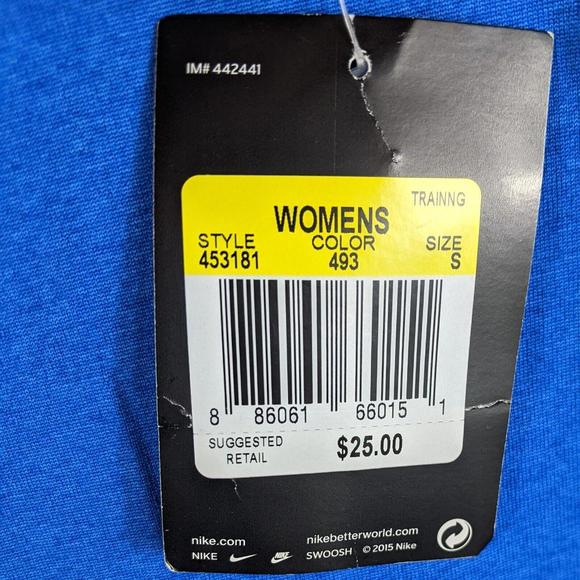 IM# 442441
TRAINNG
WOMENS
STYLE COLOR SIZE
453181 493 S
8 86061 66015 1
SUGGESTED
RETAIL $25.00
nike.com nikebetterworld.com
NIKE NIKE SWOOSH © 2015 Nike